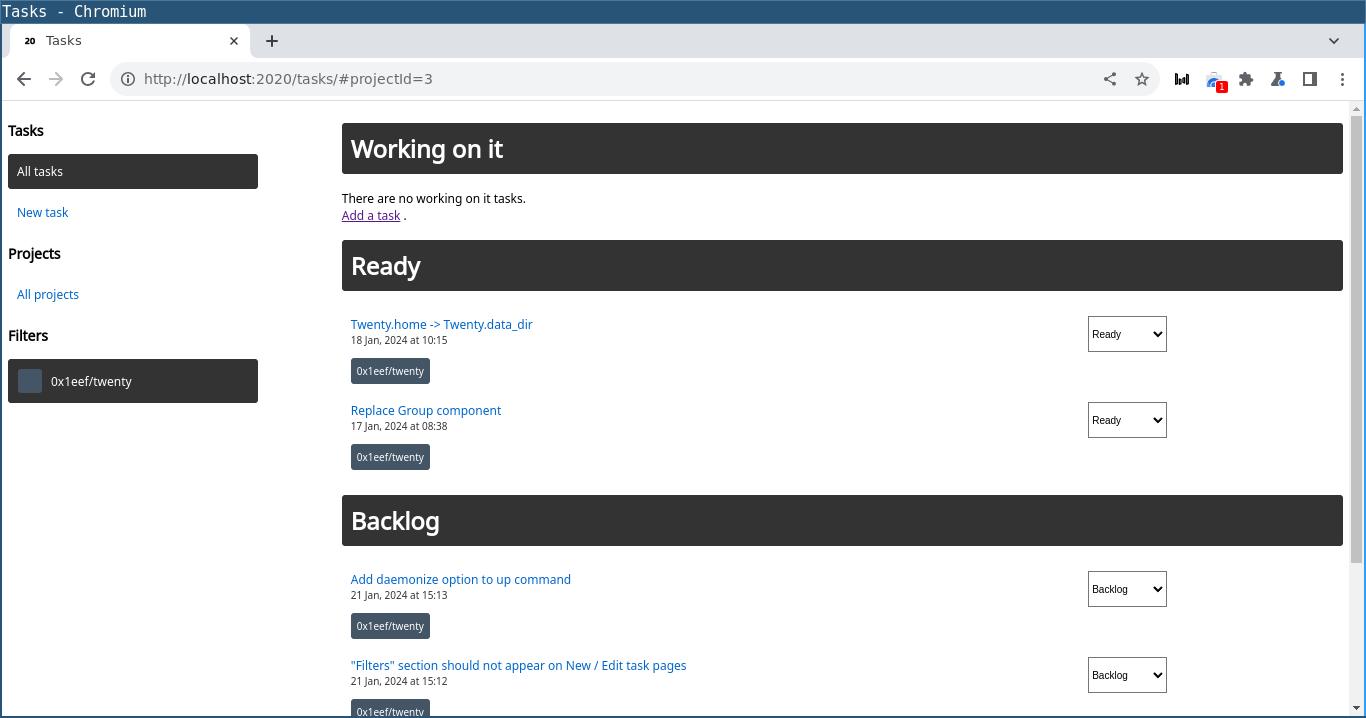 Tasks - Chromium
20 Tasks
http://localhost:2020/tasks/#projectId=3
1
Tasks
All tasks
New task
Projects
All projects
Filters
0x1eef/twenty
Working on it
There are no working on it tasks.
Add a task .
Ready
Twenty.home -> Twenty.data_dir
18 Jan, 2024 at 10:15
0x1eef/twenty
Ready
Replace Group component
17 Jan, 2024 at 08:38
0x1eef/twenty
Ready
Backlog
Add daemonize option to up command
21 Jan, 2024 at 15:13
0x1eef/twenty
Backlog
"Filters" section should not appear on New / Edit task pages
21 Jan, 2024 at 15:12
0x1eef/twenty
Backlog